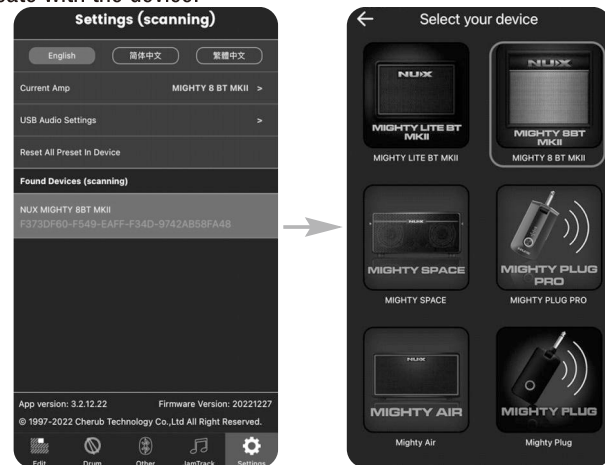 Settings (scanning)
English 简体中文 繁體中文
Current Amp MIGHTY 8 BT MKII >
USB Audio Settings >
Reset All Preset In Device
Found Devices (scanning)
NUX MIGHTY 8BT MKII
F373DF60-F549-EAFF-F34D-9742AB58FA48
App version: 3.2.12.22 Firmware Version: 20221227
© 1997-2022 Cherub Technology Co.,Ltd All Right Reserved.
Edit Drum Other JamTrack Settings
Select your device
NUX NUX
MIGHTY LITE BT MKII MIGHTY 8BT MKII
MIGHTY LITE BT MKII MIGHTY 8 BT MKII
NUX
MIGHTY SPACE MIGHTY PLUG PRO
MIGHTY SPACE MIGHTY PLUG PRO
NUX
MIGHTY AIR MIGHTY PLUG
Mighty Air Mighty Plug